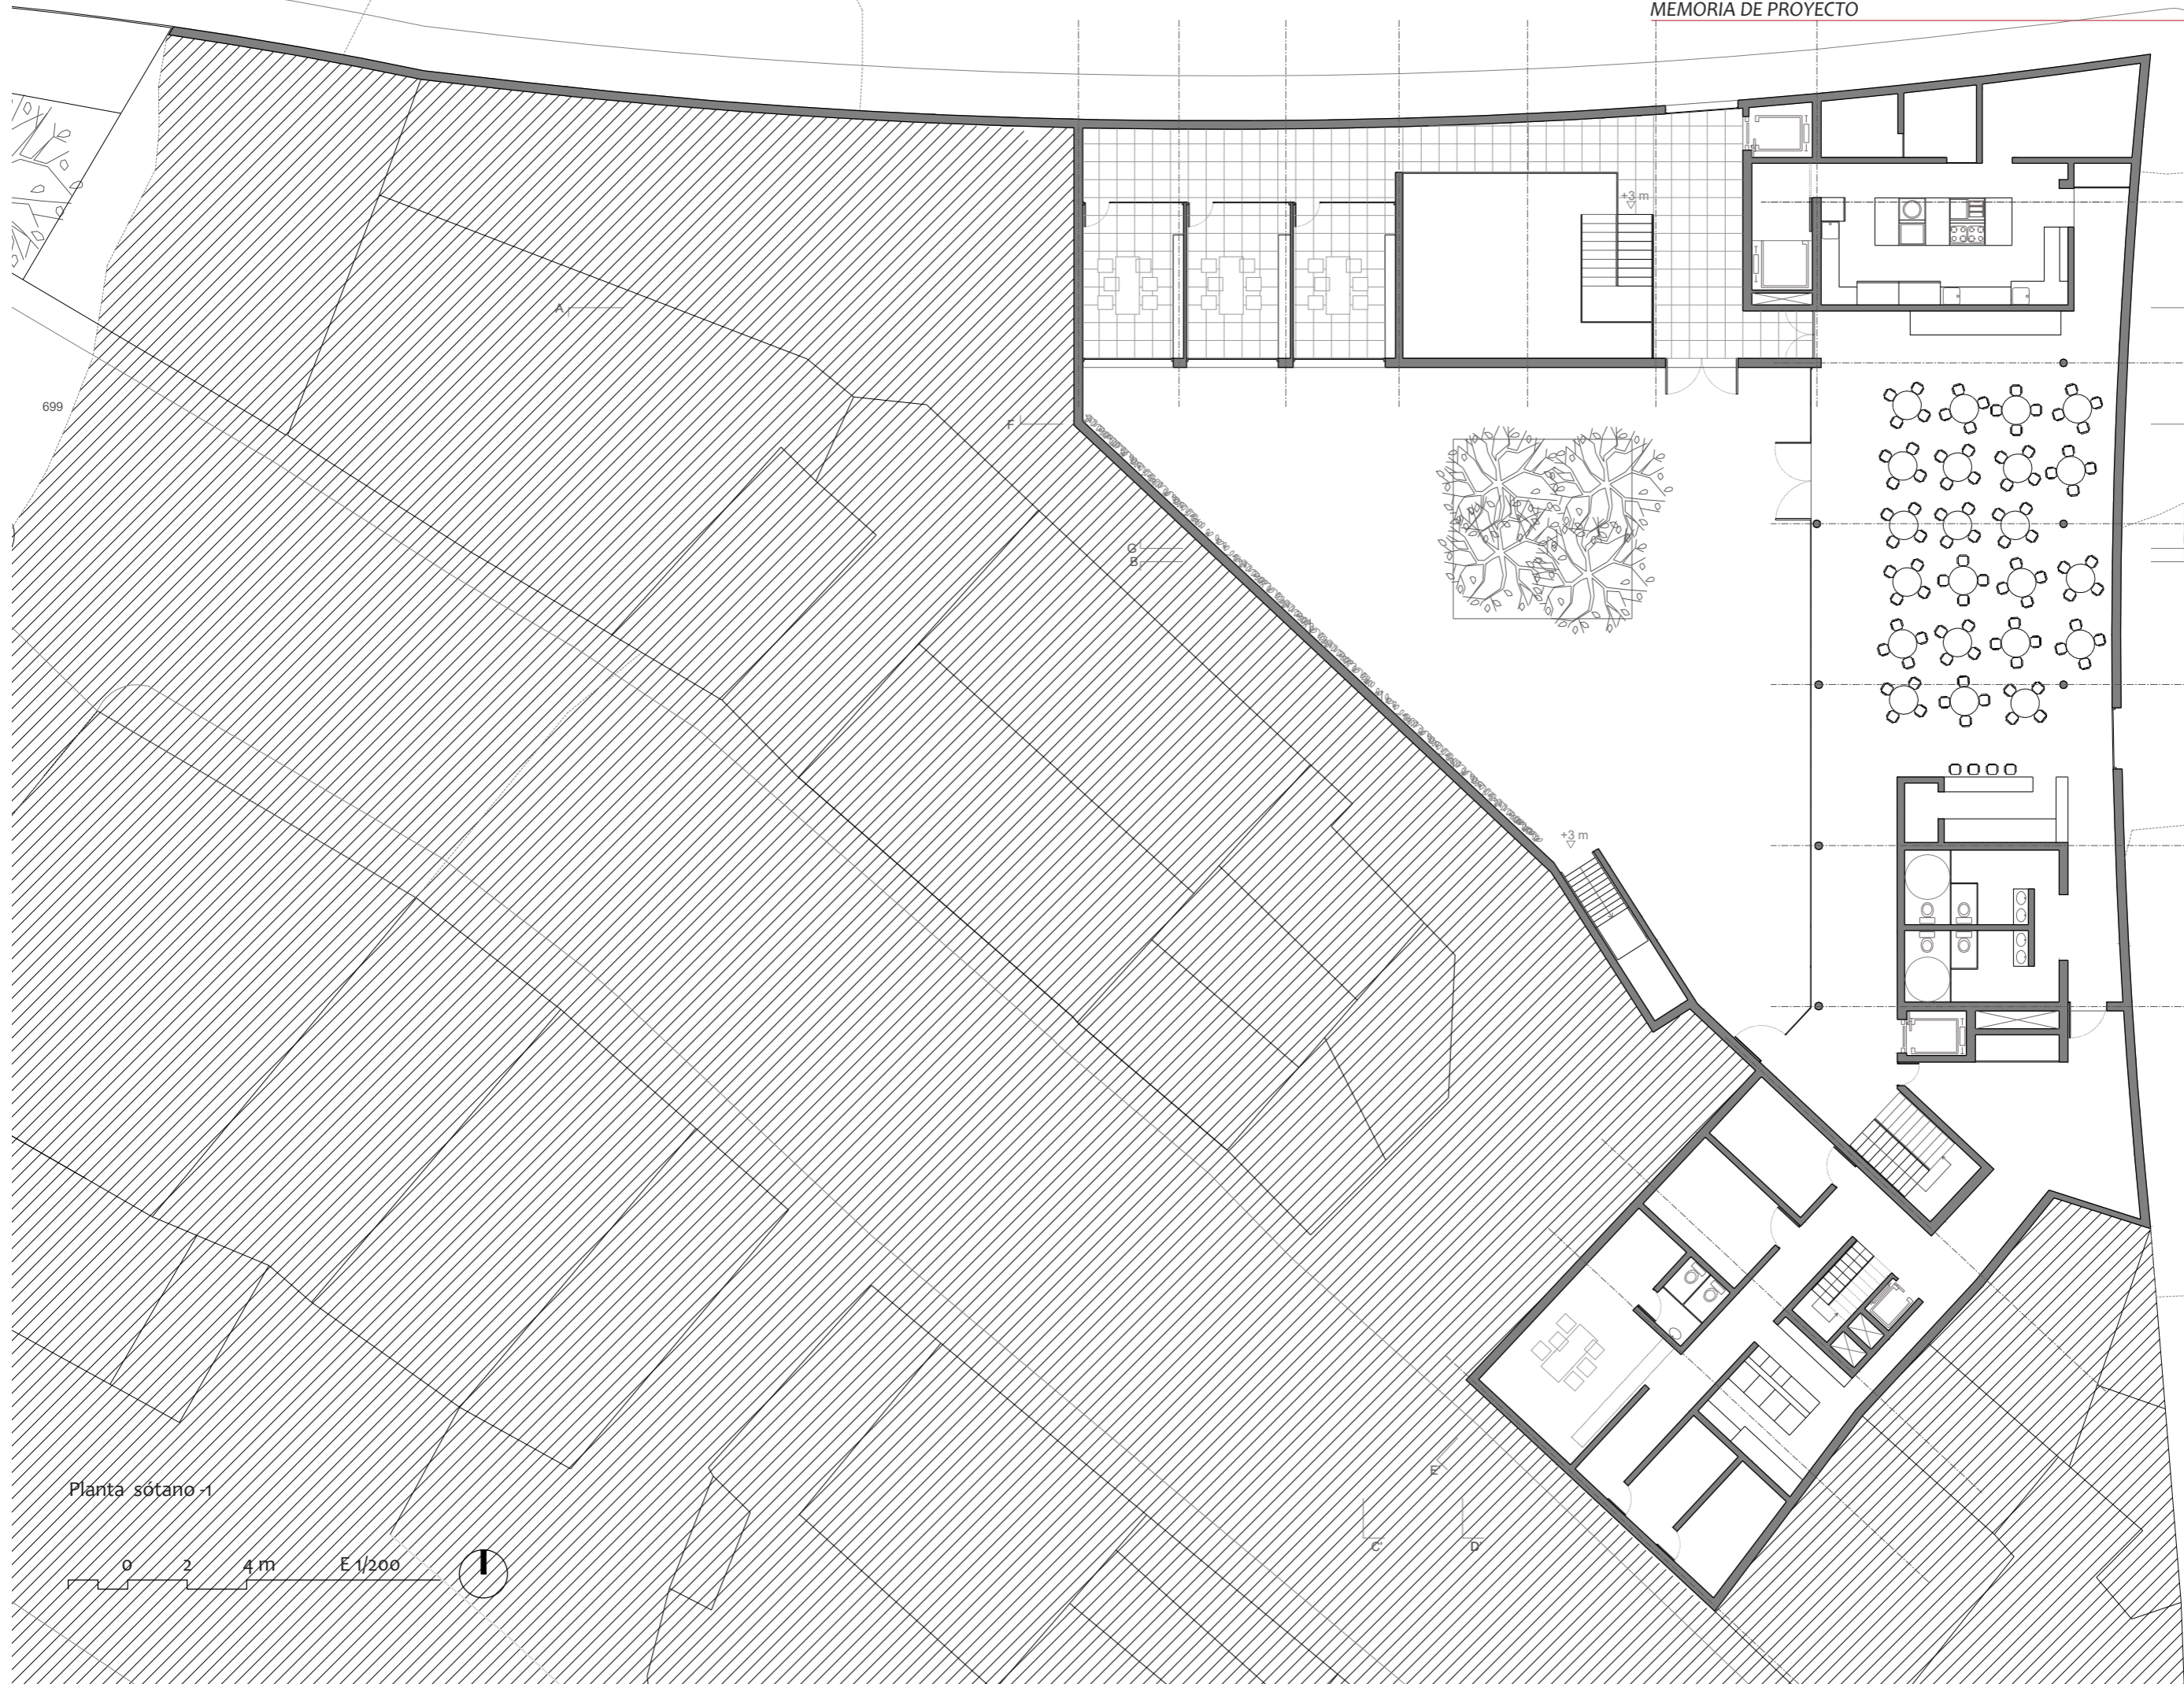 MEMORIA DE PROYECTO
+3 m
A
699
F
G
B
+3 m
E
C'
D'
Planta sótano -1
0 2 4 m E 1/200